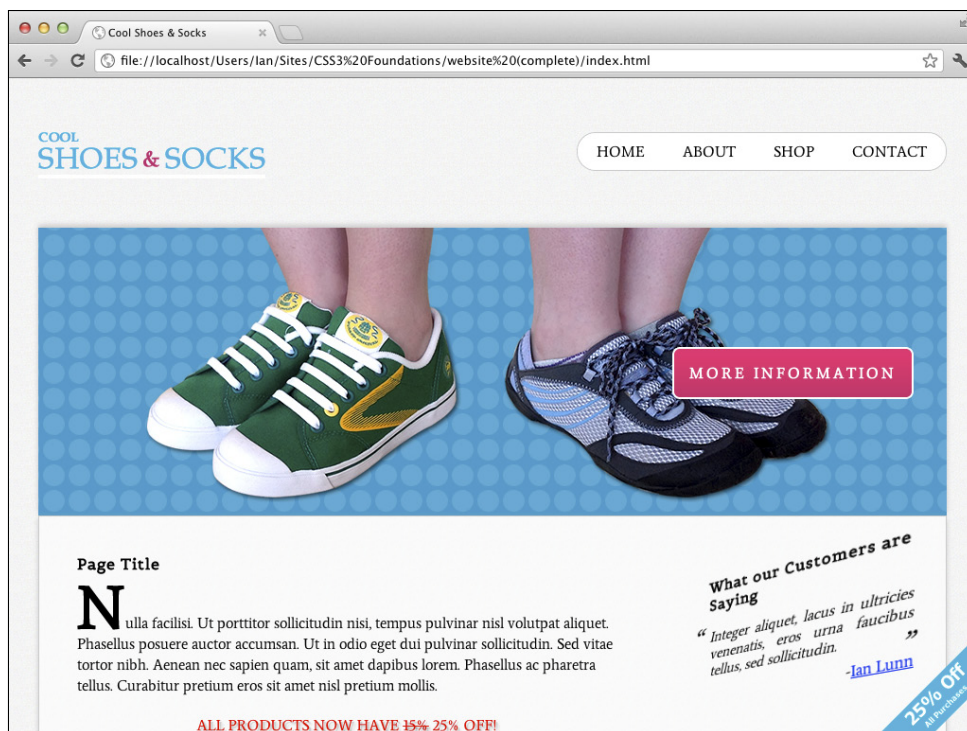 Cool Shoes & Socks
file://localhost/Users/Ian/Sites/CSS3%20Foundations/website%20(complete)/index.html
COOL
SHOES & SOCKS
HOME ABOUT SHOP CONTACT
MORE INFORMATION
Page Title
Nulla facilisi. Ut porttitor sollicitudin nisi, tempus pulvinar nisl volutpat aliquet.
Phasellus posuere auctor accumsan. Ut in odio eget dui pulvinar sollicitudin. Sed vitae
tortor nibh. Aenean nec sapien quam, sit amet dapibus lorem. Phasellus ac pharetra
tellus. Curabitur pretium eros sit amet nisl pretium mollis.
ALL PRODUCTS NOW HAVE 15% 25% OFF!
What our Customers are
Saying
“ Integer aliquet, lacus in ultricies
venenatis, eros urna faucibus
tellus, sed sollicitudin. ”
-Ian Lunn
25% Off
All Purchases